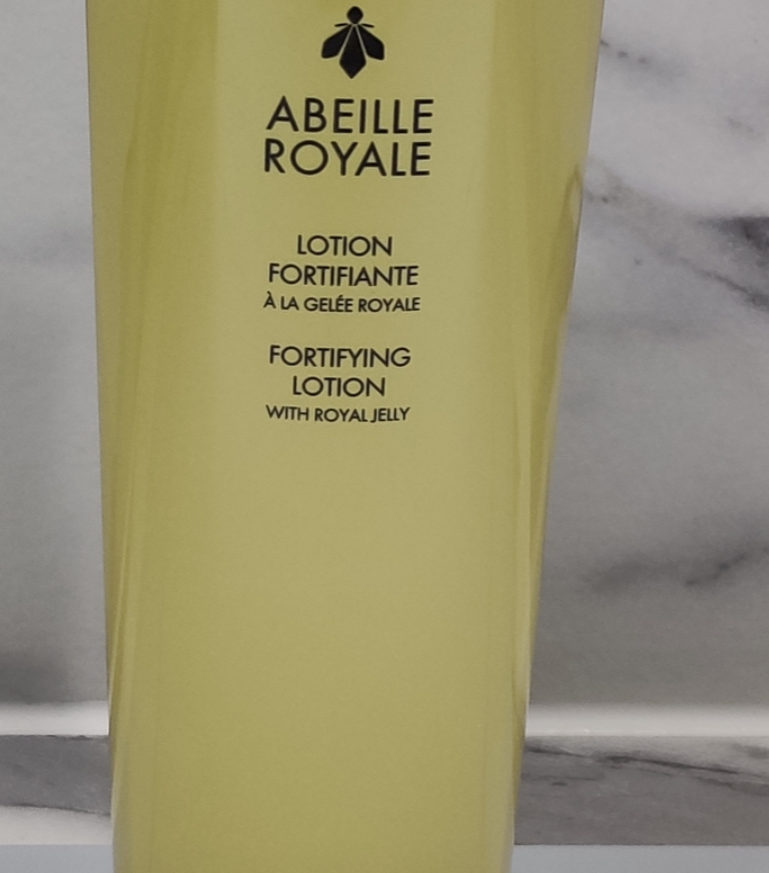 ABEILLE
ROYALE
LOTION
FORTIFIANTE
À LA GELÉE ROYALE
FORTIFYING
LOTION
WITH ROYAL JELLY